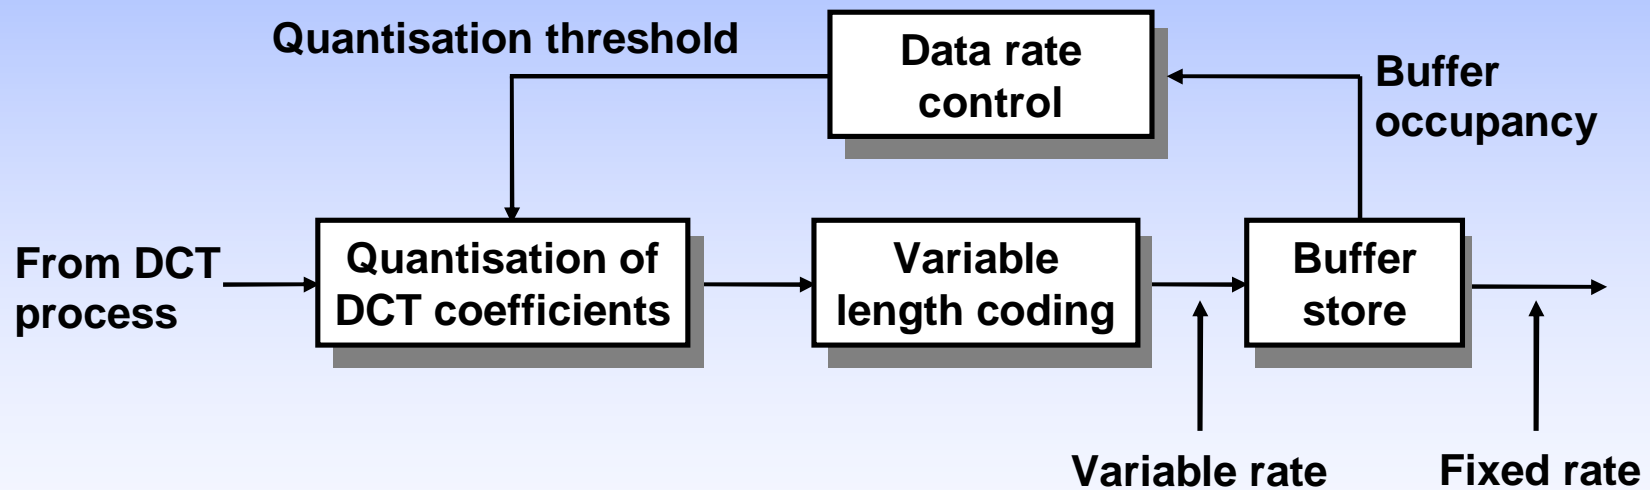 Quantisation threshold
Data rate
control
Buffer
occupancy
From DCT
process
Quantisation of
DCT coefficients
Variable
length coding
Buffer
store
Variable rate
Fixed rate